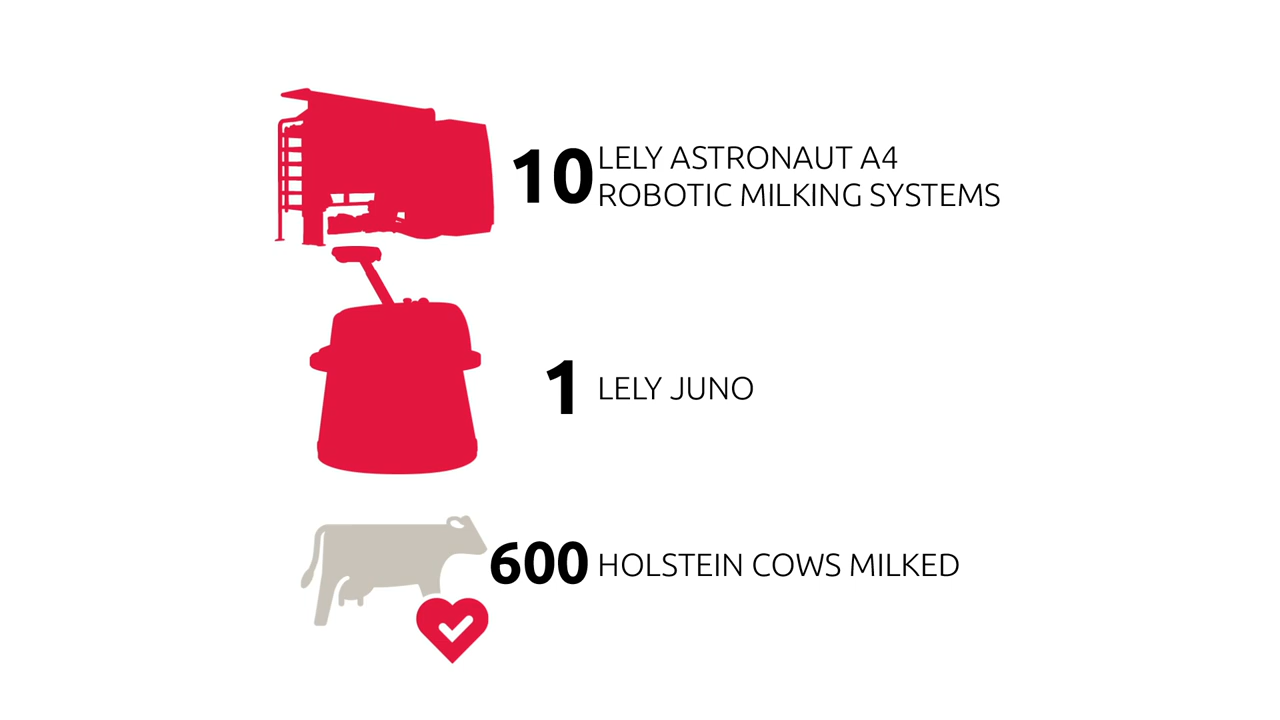 10 LELY ASTRONAUT A4
ROBOTIC MILKING SYSTEMS
1 LELY JUNO
600 HOLSTEIN COWS MILKED